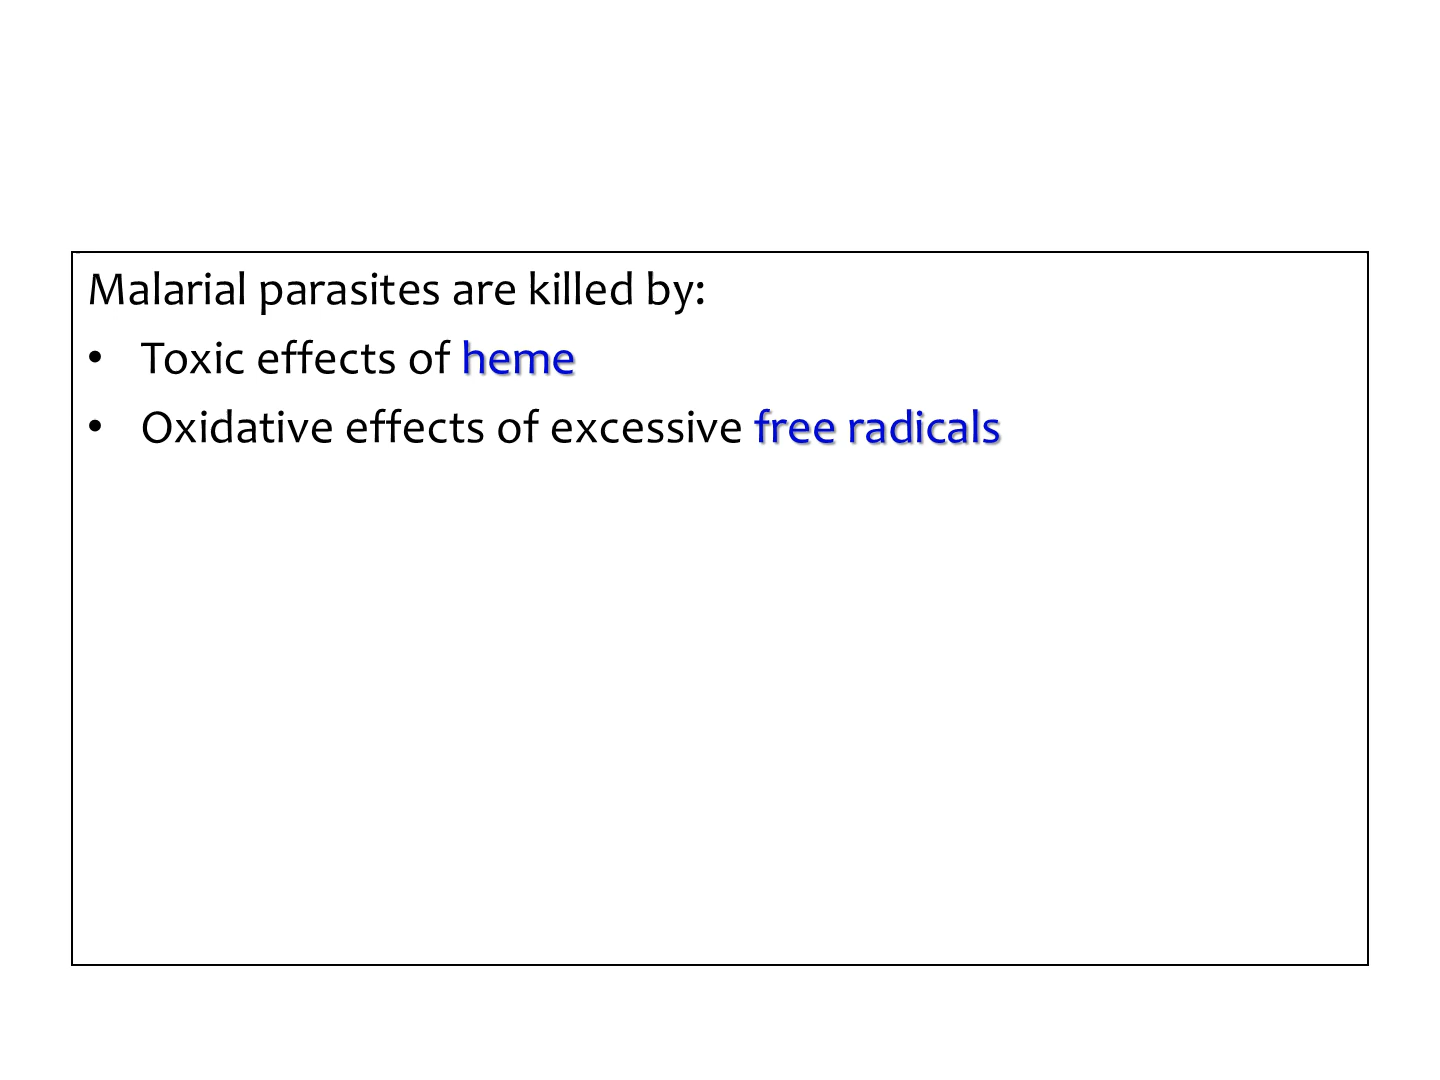 Malarial parasites are killed by:
• Toxic effects of heme
• Oxidative effects of excessive free radicals